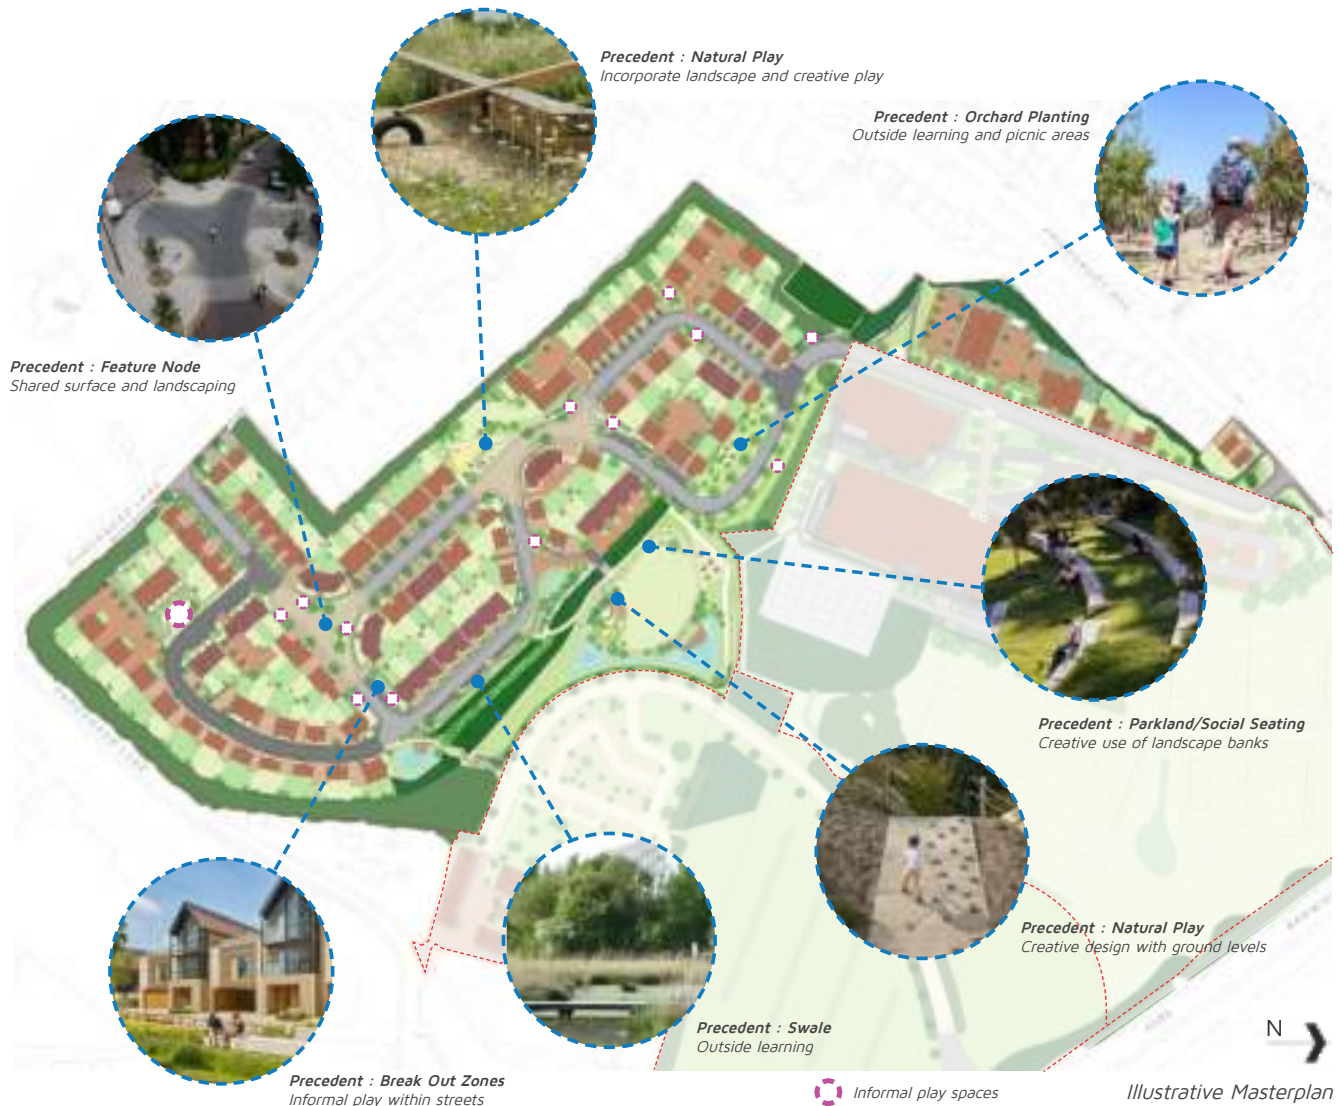 Precedent : Natural Play
Incorporate landscape and creative play
Precedent : Orchard Planting
Outside learning and picnic areas
Precedent : Feature Node
Shared surface and landscaping
Precedent : Parkland/Social Seating
Creative use of landscape banks
Precedent : Natural Play
Creative design with ground levels
Precedent : Swale
Outside learning
Precedent : Break Out Zones
Informal play within streets
N
Informal play spaces
Illustrative Masterplan